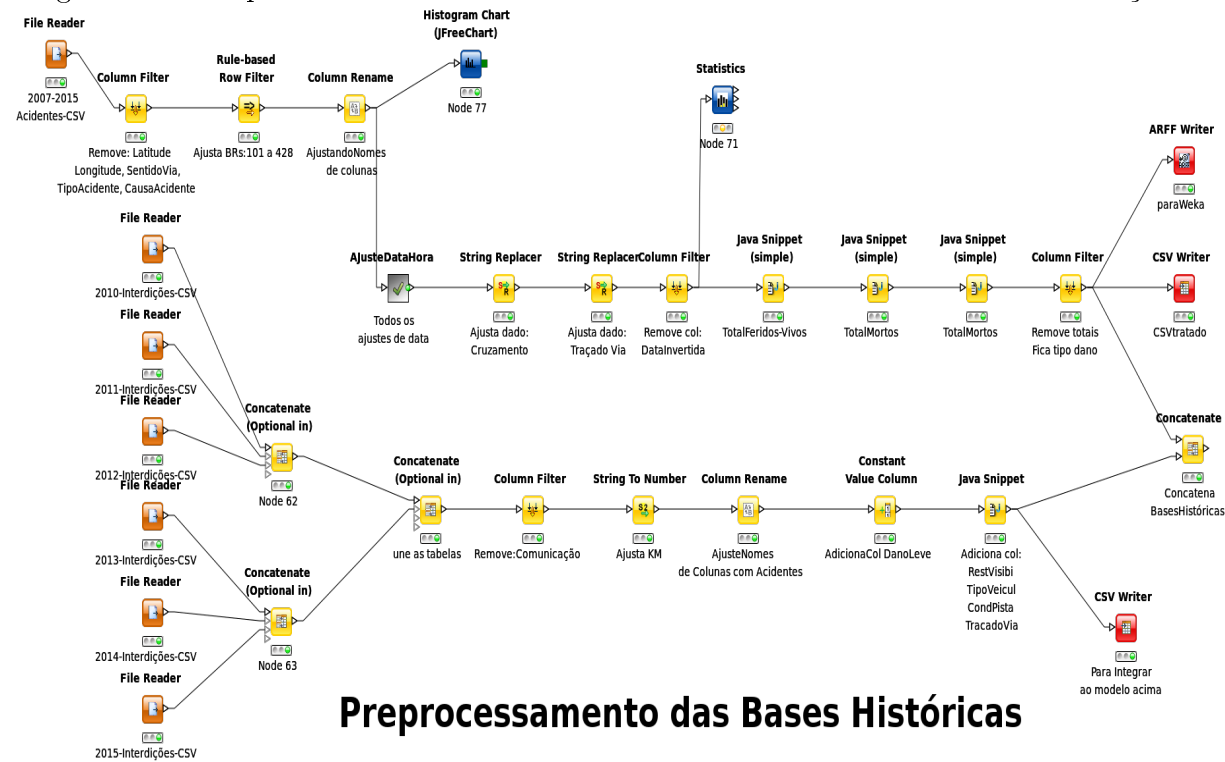 File Reader
2007-2015
Acidentes-CSV
Column Filter
Remove: Latitude
Longitude, SentidoVia,
TipoAcidente, CausaAcidente
Rule-based
Row Filter
Ajusta BRs:101 a 428
Column Rename
AjustandoNomes
de colunas
Histogram Chart
(JFreeChart)
Node 77
Statistics
Node 71
AJusteDataHora
Todos os
ajustes de data
String Replacer
Ajusta dado:
Cruzamento
String Replacer
Ajusta dado:
Traçado Via
Column Filter
Remove col:
DataInvertida
Java Snippet
(simple)
TotalFeridos-Vivos
Java Snippet
(simple)
TotalMortos
Java Snippet
(simple)
TotalMortos
Column Filter
Remove totais
Fica tipo dano
ARFF Writer
paraWeka
CSV Writer
CSVtratado
Concatenate
Concatena
BasesHistóricas
File Reader
2010-Interdições-CSV
File Reader
2011-Interdições-CSV
File Reader
2012-Interdições-CSV
File Reader
2013-Interdições-CSV
File Reader
2014-Interdições-CSV
File Reader
2015-Interdições-CSV
Concatenate
(Optional in)
Node 62
Concatenate
(Optional in)
Node 63
Concatenate
(Optional in)
une as tabelas
Column Filter
Remove:Comunicação
String To Number
Ajusta KM
Column Rename
AjusteNomes
de Colunas com Acidentes
Constant
Value Column
AdicionaCol DanoLeve
Java Snippet
Adiciona col:
RestVisibi
TipoVeicul
CondPista
TracadoVia
CSV Writer
Para Integrar
ao modelo acima
Preprocessamento das Bases Históricas